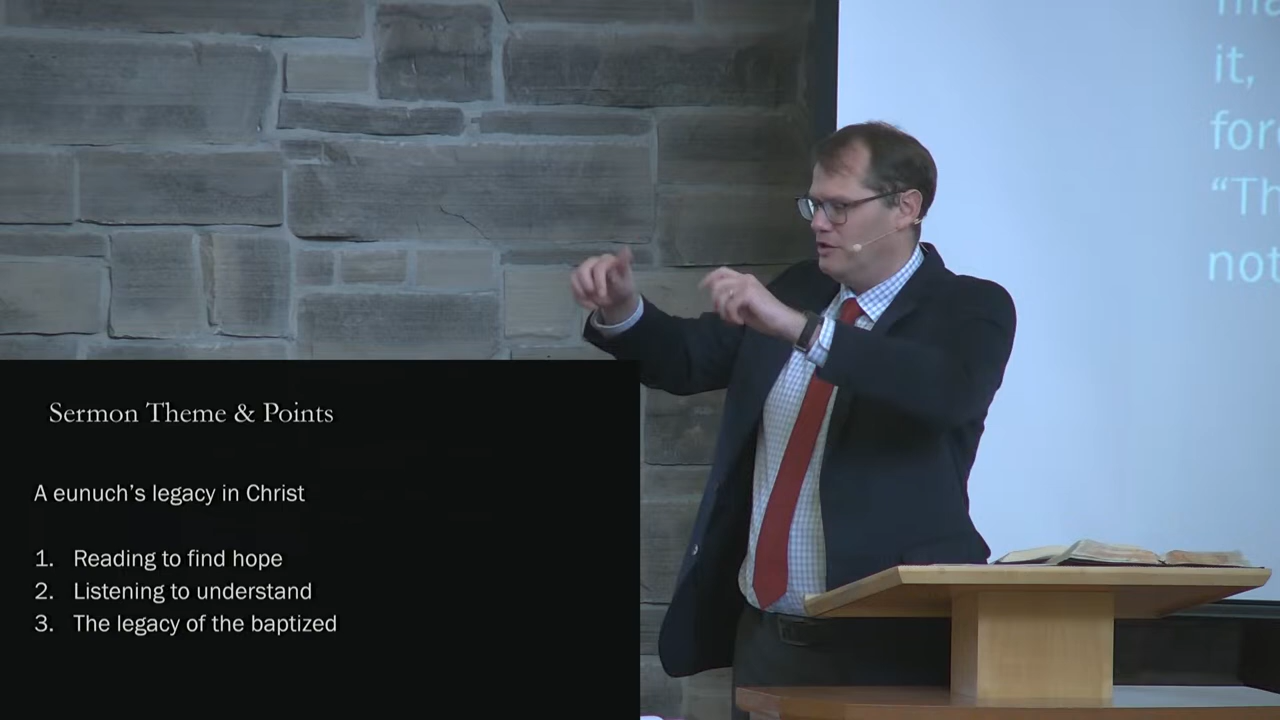 it,
"Th
not
Sermon Theme & Points
A eunuch's legacy in Christ
1. Reading to find hope
2. Listening to understand
3. The legacy of the baptized